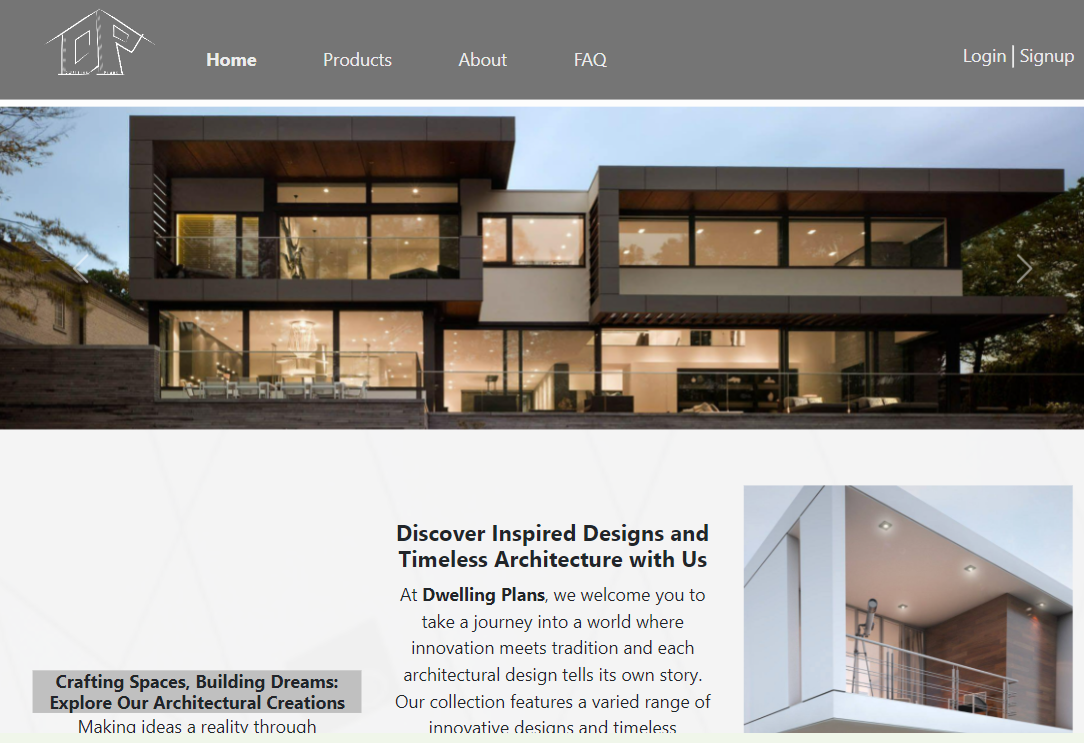 Home Products About FAQ Login Signup
Discover Inspired Designs and
Timeless Architecture with Us
At Dwelling Plans, we welcome you to
take a journey into a world where
innovation meets tradition and each
architectural design tells its own story.
Our collection features a varied range of
innovative designs and timeless
Crafting Spaces, Building Dreams:
Explore Our Architectural Creations
Making ideas a reality through